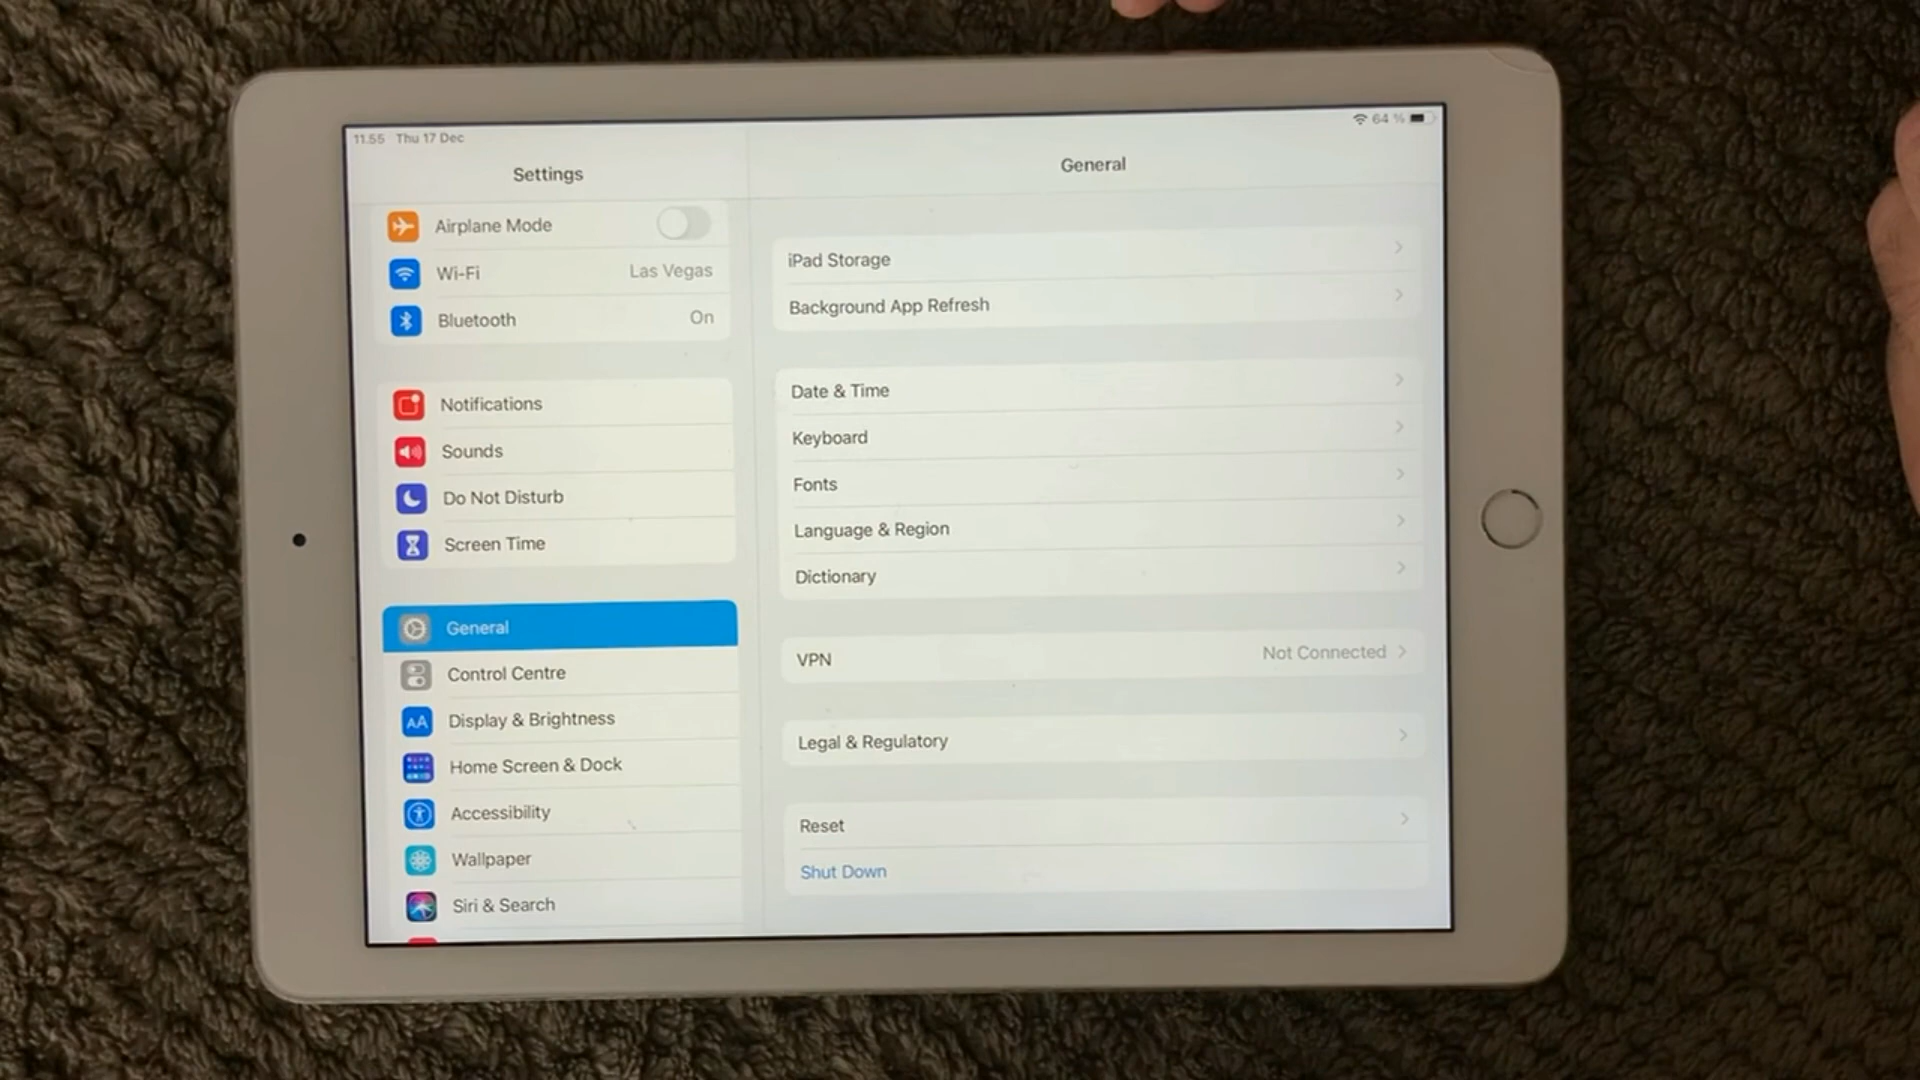 11.55 Thu 17 Dec
64 %
Settings
General
Airplane Mode
Wi-Fi Las Vegas
Bluetooth On
Notifications
Sounds
Do Not Disturb
Screen Time
General
Control Centre
AA Display & Brightness
Home Screen & Dock
Accessibility
Wallpaper
Siri & Search
iPad Storage
Background App Refresh
Date & Time
Keyboard
Fonts
Language & Region
Dictionary
VPN Not Connected
Legal & Regulatory
Reset
Shut Down